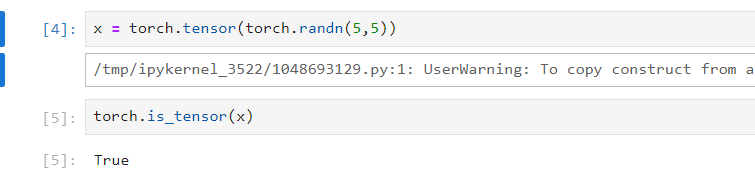 [4]: x = torch.tensor(torch.randn(5,5))
/tmp/ipykernel_3522/1048693129.py:1: UserWarning: To copy construct from a
[5]: torch.is_tensor(x)
[5]: True